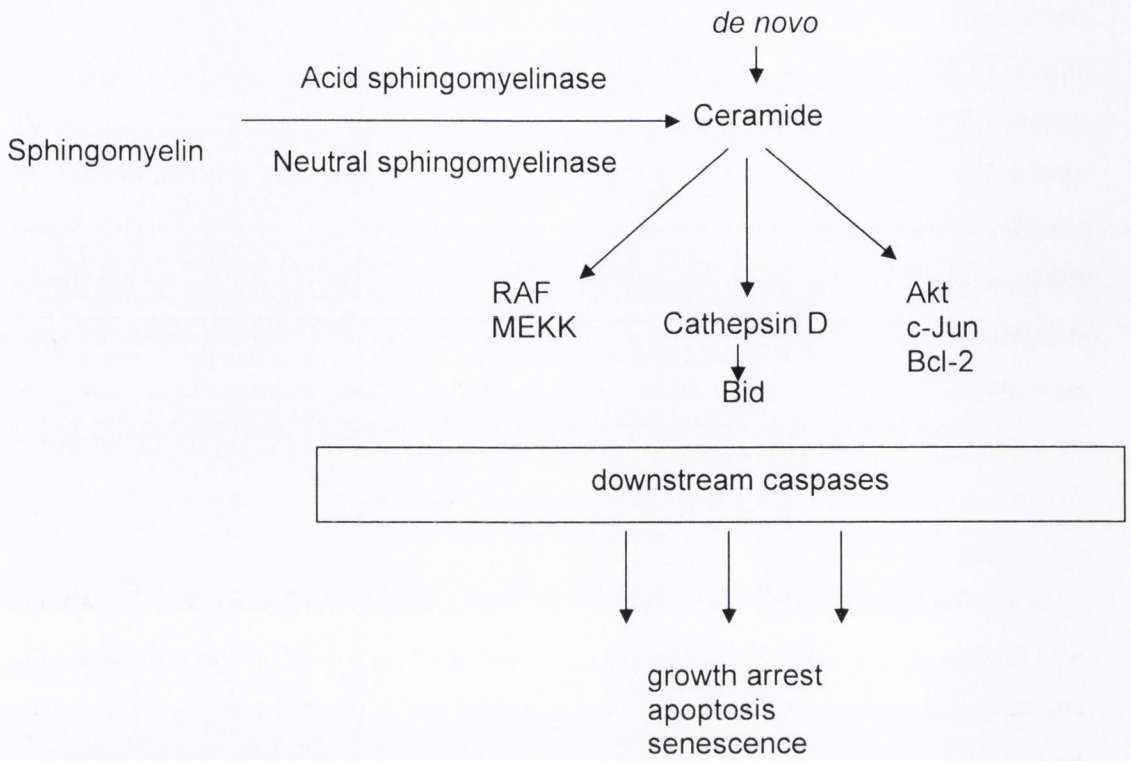 de novo
Acid sphingomyelinase
Ceramide
Sphingomyelin
Neutral sphingomyelinase
RAF
MEKK
Cathepsin D
Bid
Akt
c-Jun
Bcl-2
downstream caspases
growth arrest
apoptosis
senescence